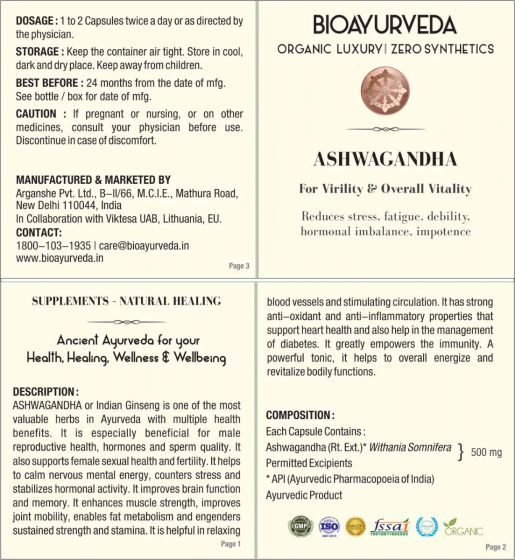 DOSAGE : 1 to 2 Capsules twice a day or as directed by
the physician.
STORAGE : Keep the container air tight. Store in cool,
dark and dry place. Keep away from children.
BEST BEFORE : 24 months from the date of mfg.
See bottle / box for date of mfg.
CAUTION : If pregnant or nursing, or on other
medicines, consult your physician before use.
Discontinue in case of discomfort.
MANUFACTURED & MARKETED BY
Arganshe Pvt. Ltd., B-II/66, M.C.I.E., Mathura Road,
New Delhi 110044, India
In Collaboration with Viktesa UAB, Lithuania, EU.
CONTACT:
1800-103-1935 | care@bioayurveda.in
www.bioayurveda.in
Page 3
BIOAYURVEDA
ORGANIC LUXURY| ZERO SYNTHETICS
ASHWAGANDHA
For Virility & Overall Vitality
Reduces stress, fatigue, debility,
hormonal imbalance, impotence
SUPPLEMENTS - NATURAL HEALING
Ancient Ayurveda for your
Health, Healing, Wellness & Wellbeing
DESCRIPTION :
ASHWAGANDHA or Indian Ginseng is one of the most
valuable herbs in Ayurveda with multiple health
benefits. It is especially beneficial for male
reproductive health, hormones and sperm quality. It
also supports female sexual health and fertility. It helps
to calm nervous mental energy, counters stress and
stabilizes hormonal activity. It improves brain function
and memory. It enhances muscle strength, improves
joint mobility, enables fat metabolism and engenders
sustained strength and stamina. It is helpful in relaxing
Page 1
blood vessels and stimulating circulation. It has strong
anti-oxidant and anti-inflammatory properties that
support heart health and also help in the management
of diabetes. It greatly empowers the immunity. A
powerful tonic, it helps to overall energize and
revitalize bodily functions.
COMPOSITION :
Each Capsule Contains :
Ashwagandha (Rt. Ext.)* Withania Somnifera } 500 mg
Permitted Excipients
* API (Ayurvedic Pharmacopoeia of India)
Ayurvedic Product
GMP ISO fssai ORGANIC
Page 2